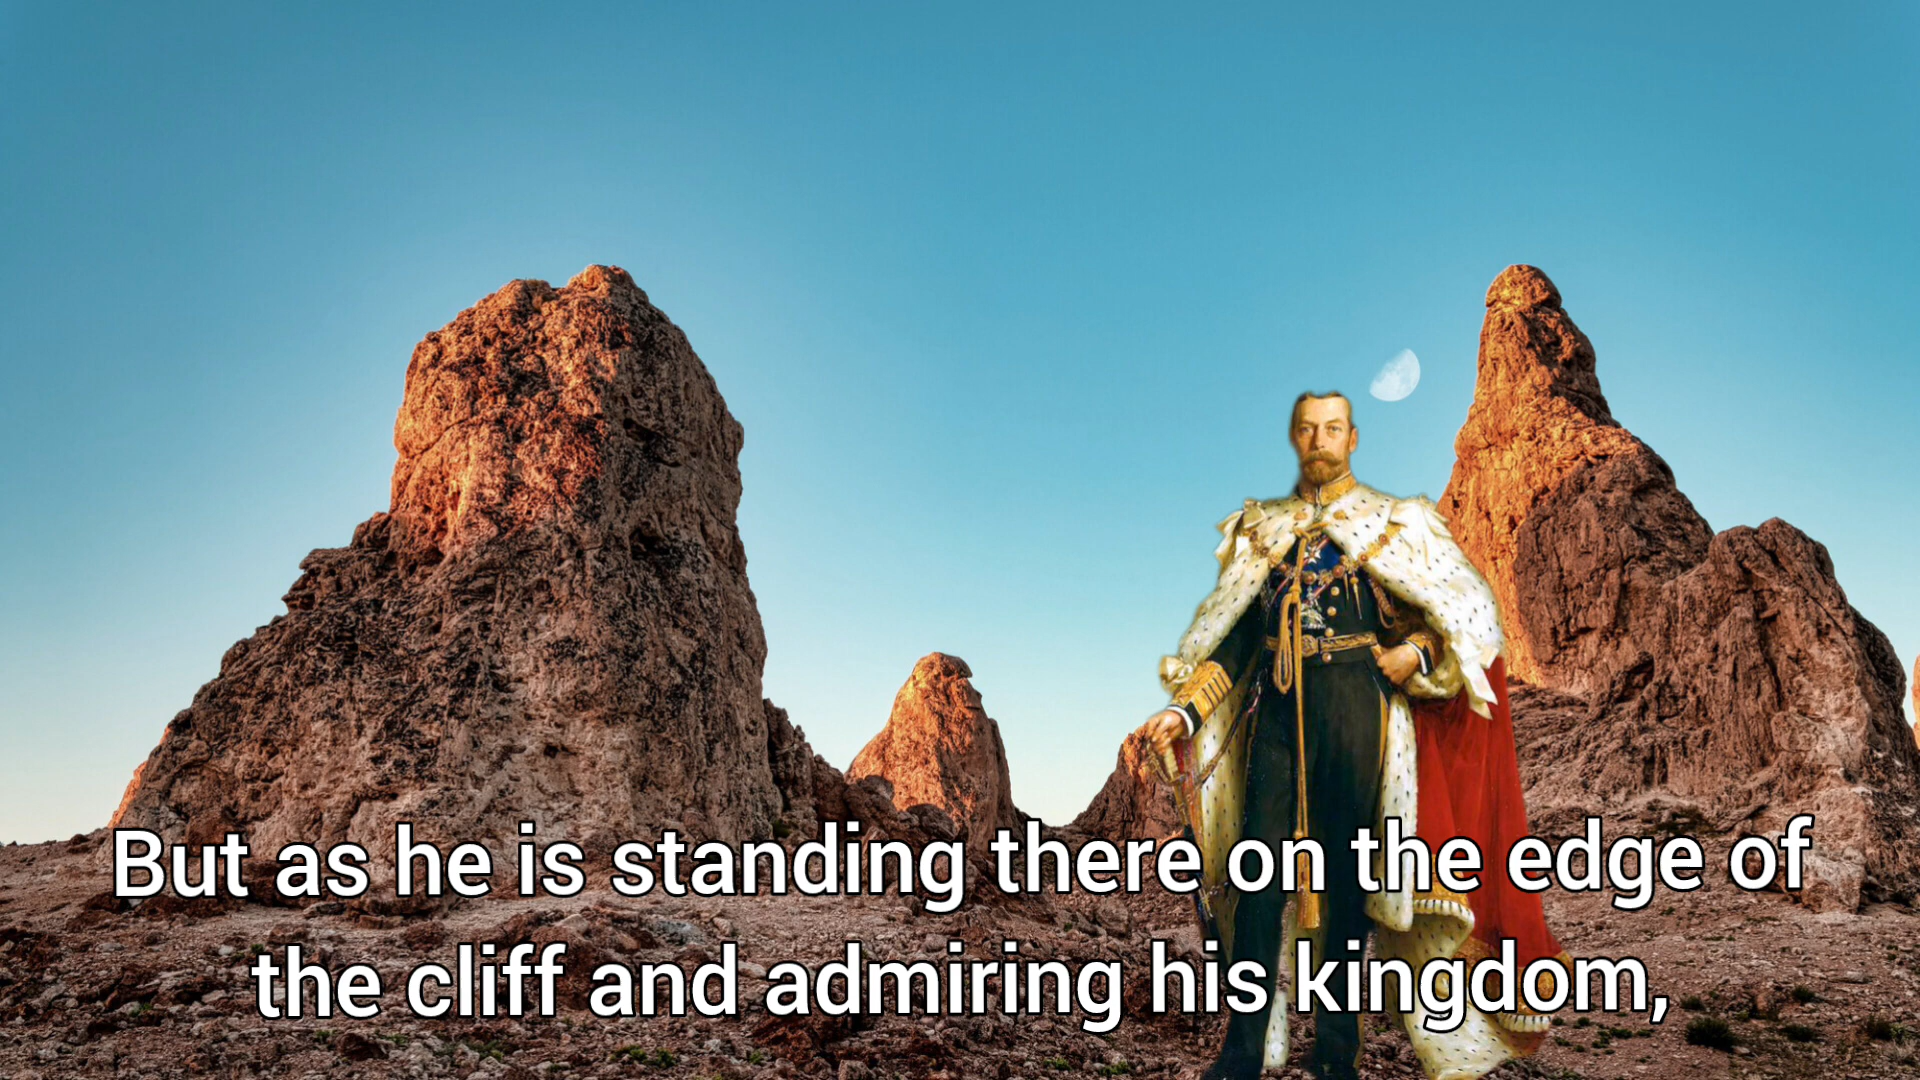 But as he is standing there on the edge of
the cliff and admiring his kingdom,